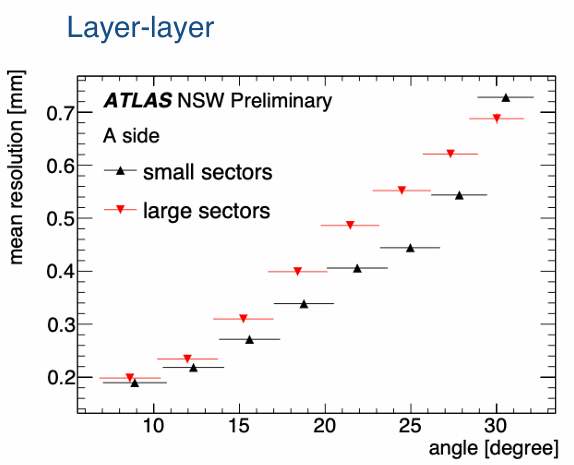 Layer-layer
ATLAS NSW Preliminary
A side
small sectors
large sectors
mean resolution [mm]
0.7
0.6
0.5
0.4
0.3
0.2
10 15 20 25 30
angle [degree]